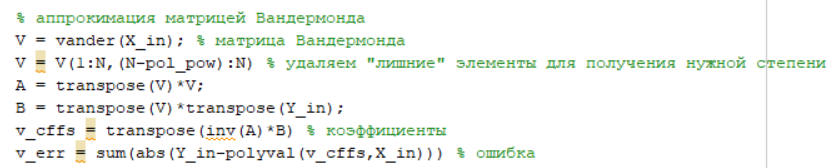 % аппрокимация матрицей Вандермонда
V = vander(X_in); % матрица Вандермонда
V = V(1:N,(N-pol_pow):N) % удаляем "лишние" элементы для получения нужной степени
A = transpose(V)*V;
B = transpose(V)*transpose(Y_in);
v_cffs = transpose(inv(A)*B) % коэффициенты
v_err = sum(abs(Y_in-polyval(v_cffs,X_in))) % ошибка